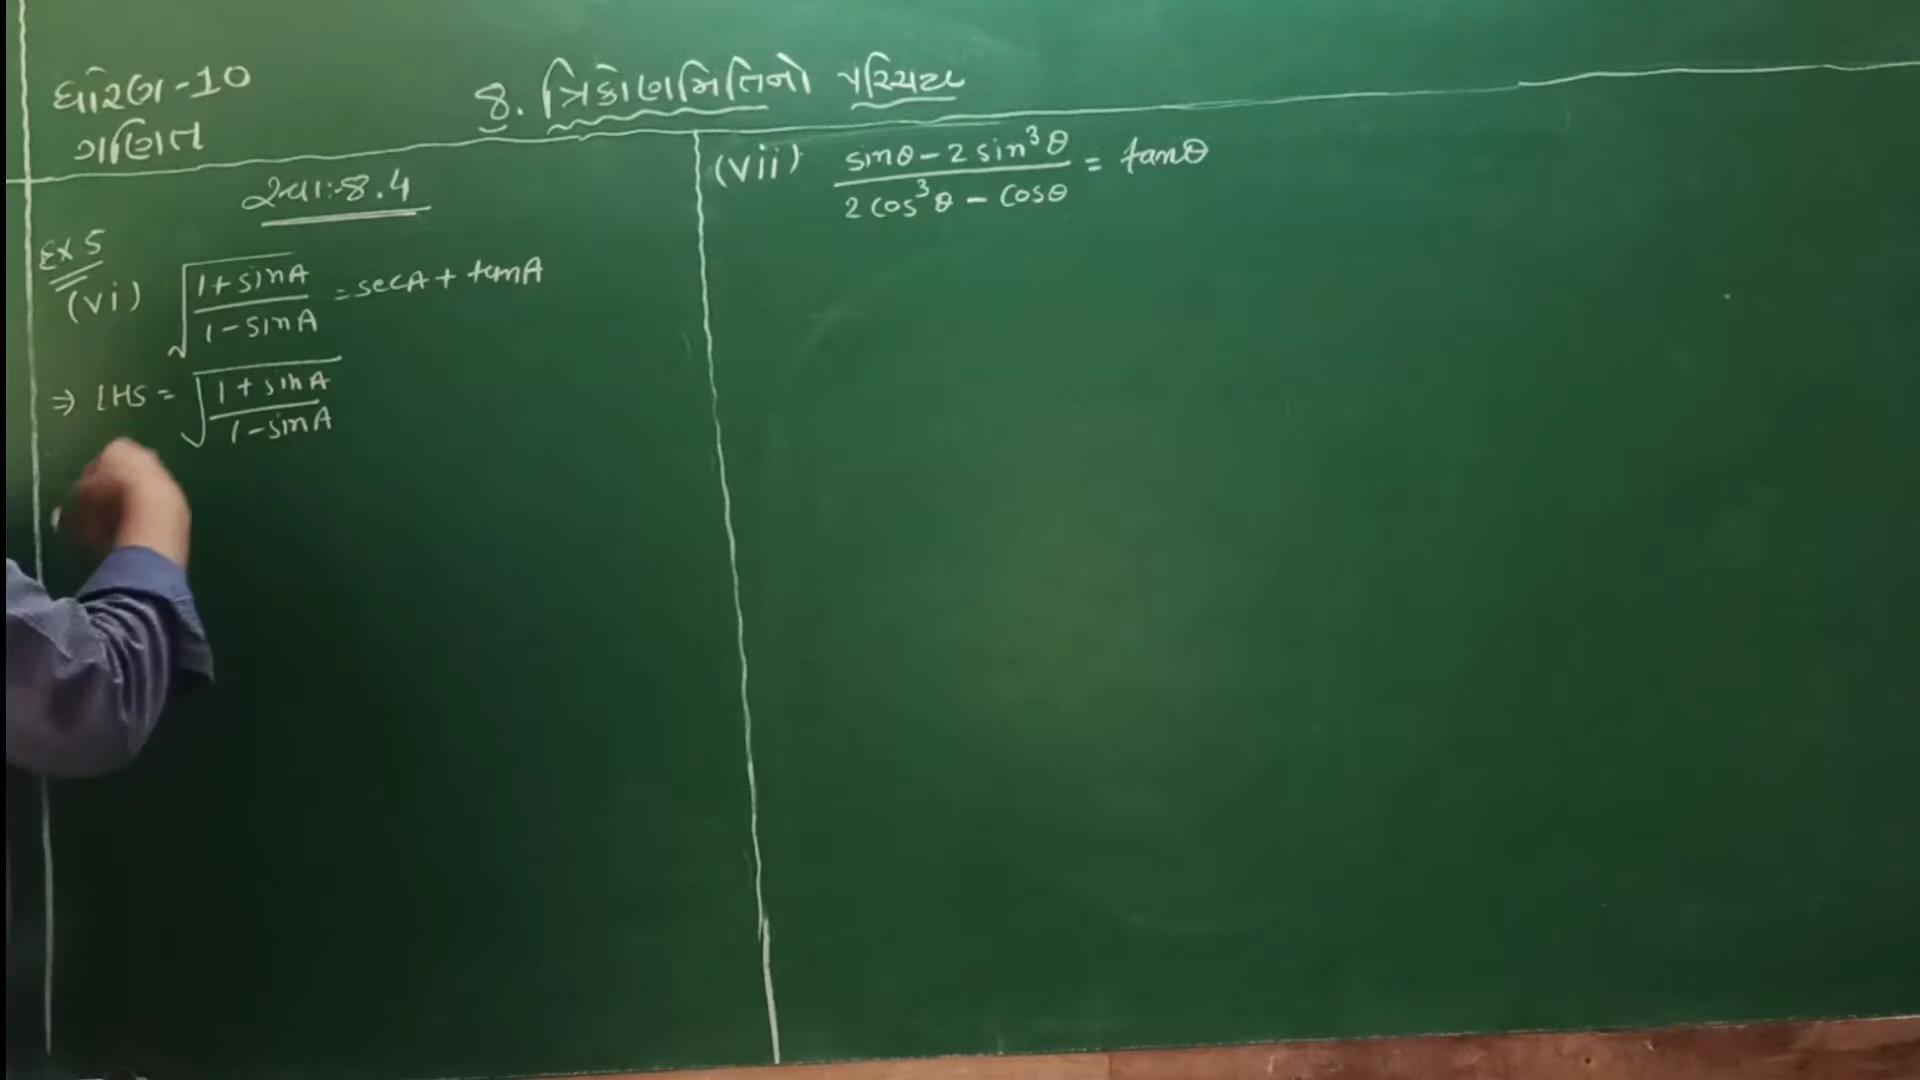 ધોરણ-10
ગણિત
8. ત્રિકોણમિતિનો પરિચય
સ્વા:-8.4
Ex 5
(vi) √((1+sinA)/(1-sinA)) = secA + tanA
⇒ LHS = √((1+sinA)/(1-sinA))
(vii) (sinθ-2sin³θ)/(2cos³θ-cosθ) = tanθ